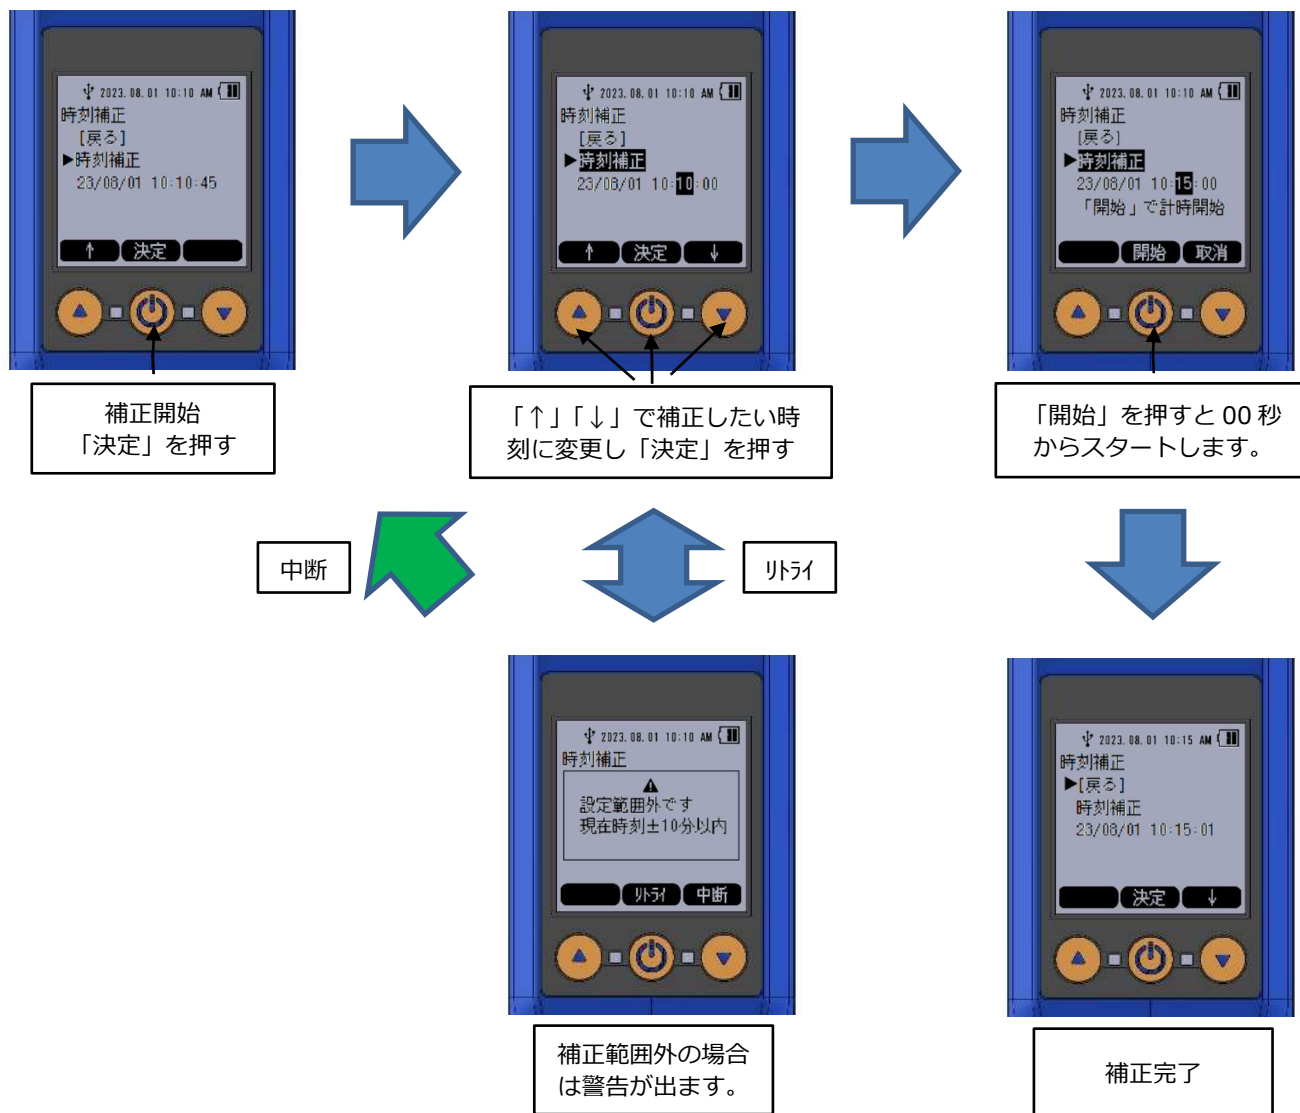 2023.08.01 10:10 AM
時刻補正
[戻る]
▶時刻補正
23/08/01 10:10:45
↑ 決定
補正開始
「決定」を押す
2023.08.01 10:10 AM
時刻補正
[戻る]
▶時刻補正
23/08/01 10:10:00
↑ 決定 ↓
「↑」「↓」で補正したい時
刻に変更し「決定」を押す
2023.08.01 10:10 AM
時刻補正
[戻る]
▶時刻補正
23/08/01 10:15:00
「開始」で計時開始
開始 取消
「開始」を押すと 00 秒
からスタートします。
中断
ﾘﾄﾗｲ
2023.08.01 10:10 AM
時刻補正
設定範囲外です
現在時刻±10分以内
ﾘﾄﾗｲ 中断
補正範囲外の場合
は警告が出ます。
2023.08.01 10:15 AM
時刻補正
▶[戻る]
時刻補正
23/08/01 10:15:01
決定 ↓
補正完了